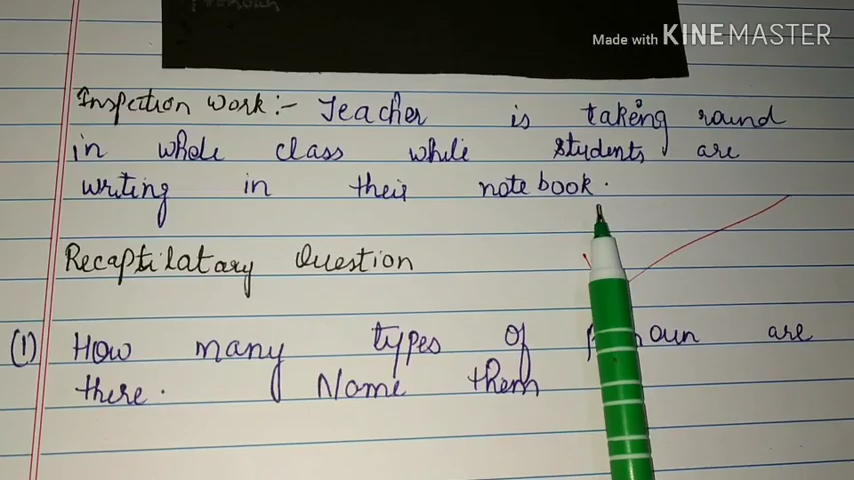 Made with KINEMASTER
Inspection Work:- Teacher is taking round
in whole class while students are
writing in their note book.
Recaptilatary Question
(1) How many types of are
there. Name them